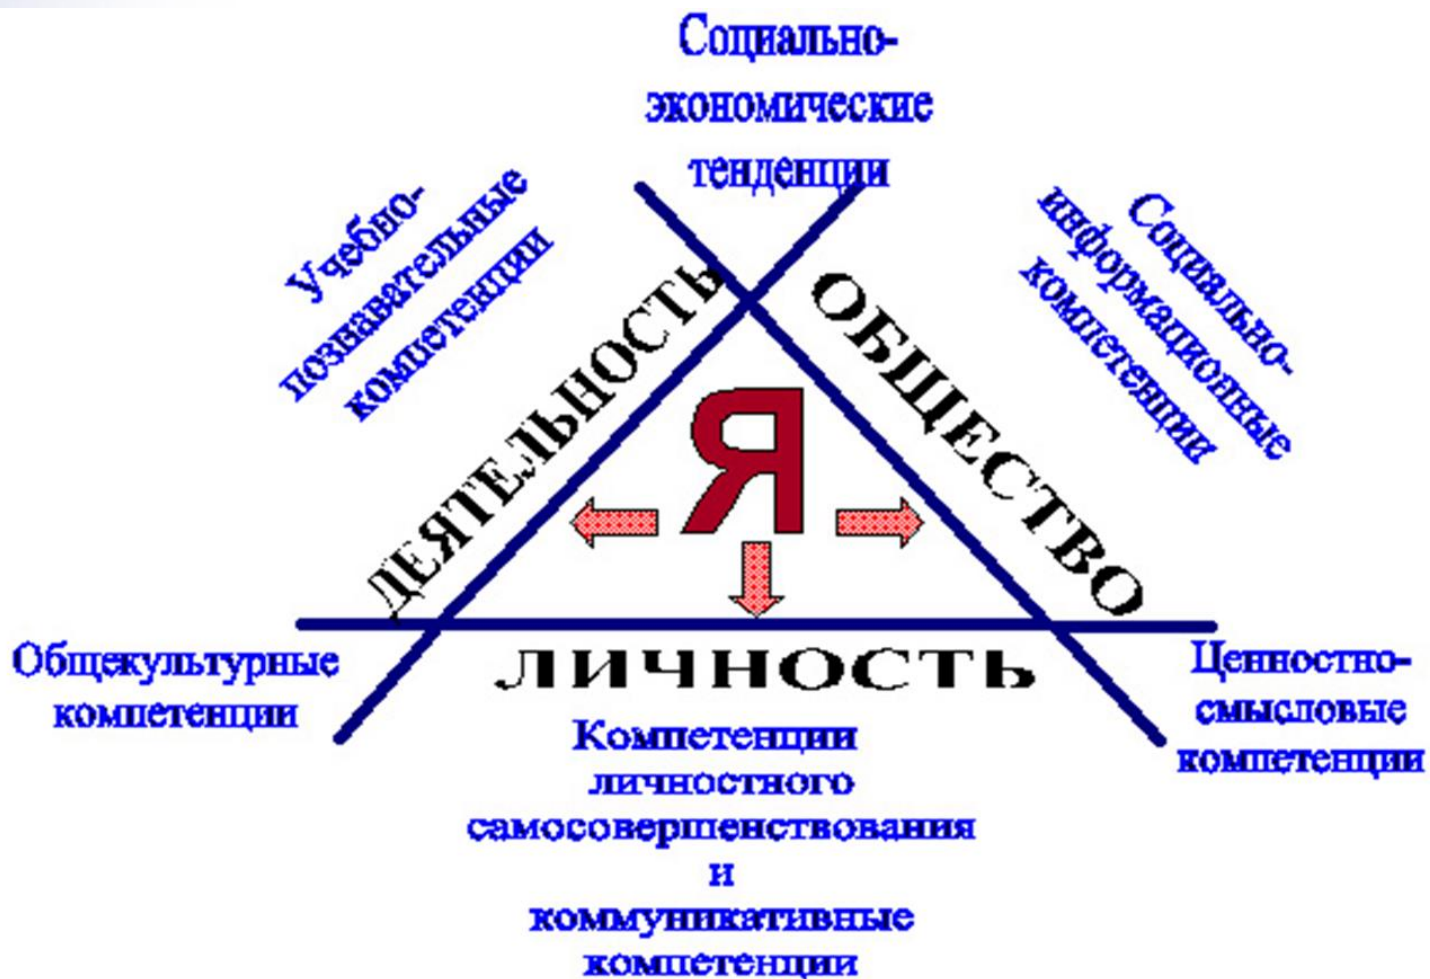 Социально-
экономические
тенденции
Учебно-
познавательные
компетенции
Социально-
информационные
компетенции
ДЕЯТЕЛЬНОСТЬ
ОБЩЕСТВО
Я
Общекультурные
компетенции
ЛИЧНОСТЬ
Ценностно-
смысловые
компетенции
Компетенции
личностного
самосовершенствования
и
коммуникативные
компетенции